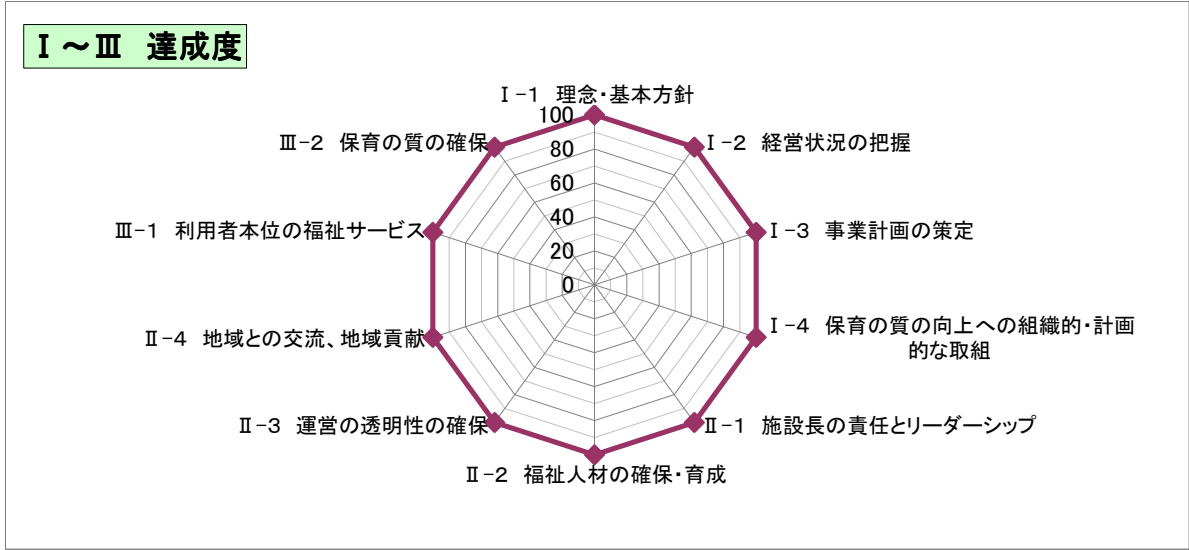 Ⅰ～Ⅲ 達成度
Ⅰ-1 理念・基本方針
Ⅰ-2 経営状況の把握
Ⅰ-3 事業計画の策定
Ⅰ-4 保育の質の向上への組織的・計画
的な取組
Ⅱ-1 施設長の責任とリーダーシップ
Ⅱ-2 福祉人材の確保・育成
Ⅱ-3 運営の透明性の確保
Ⅱ-4 地域との交流、地域貢献
Ⅲ-1 利用者本位の福祉サービス
Ⅲ-2 保育の質の確保
100
80
60
40
20
0